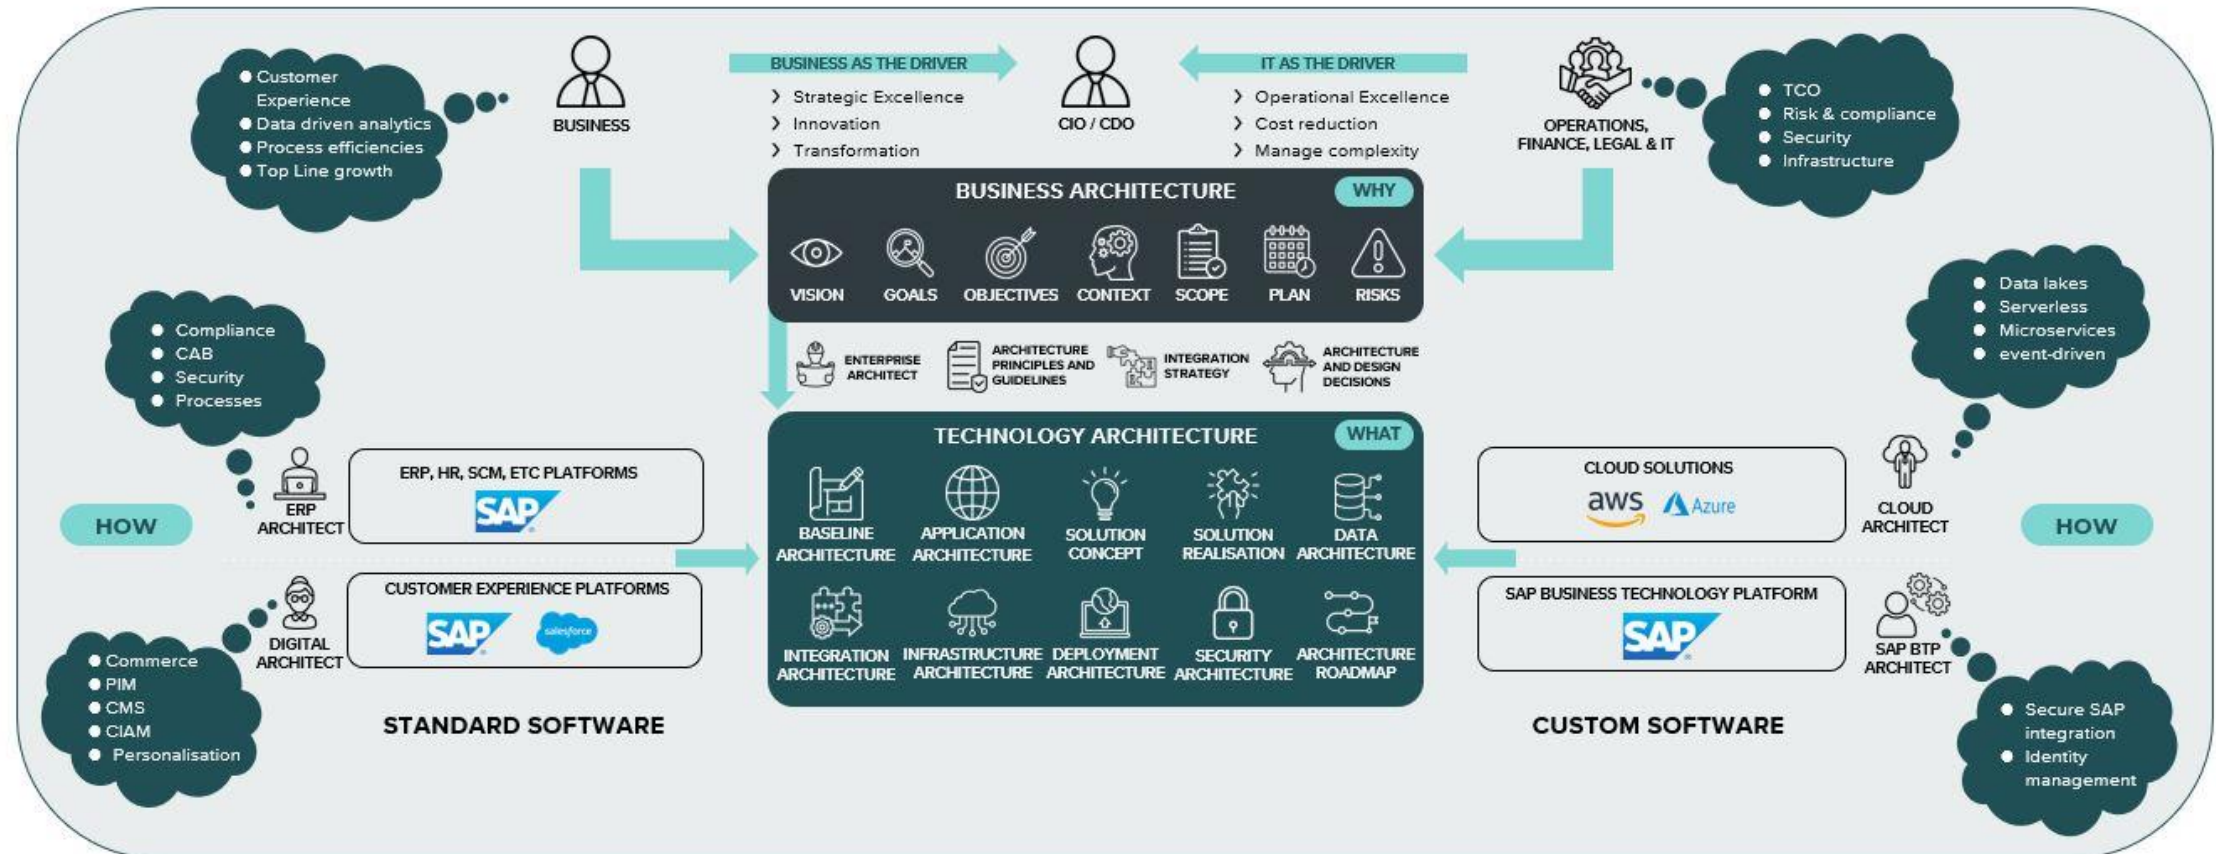 Customer
Experience
Data driven analytics
Process efficiencies
Top Line growth
BUSINESS
BUSINESS AS THE DRIVER
Strategic Excellence
Innovation
Transformation
CIO / CDO
IT AS THE DRIVER
Operational Excellence
Cost reduction
Manage complexity
OPERATIONS,
FINANCE, LEGAL & IT
TCO
Risk & compliance
Security
Infrastructure
BUSINESS ARCHITECTURE
WHY
VISION
GOALS
OBJECTIVES
CONTEXT
SCOPE
PLAN
RISKS
ENTERPRISE
ARCHITECT
ARCHITECTURE
PRINCIPLES AND
GUIDELINES
INTEGRATION
STRATEGY
ARCHITECTURE
AND DESIGN
DECISIONS
Compliance
CAB
Security
Processes
ERP
ARCHITECT
ERP, HR, SCM, ETC PLATFORMS
SAP
HOW
DIGITAL
ARCHITECT
CUSTOMER EXPERIENCE PLATFORMS
SAP
salesforce
Commerce
PIM
CMS
CIAM
Personalisation
STANDARD SOFTWARE
TECHNOLOGY ARCHITECTURE
WHAT
BASELINE
ARCHITECTURE
APPLICATION
ARCHITECTURE
SOLUTION
CONCEPT
SOLUTION
REALISATION
DATA
ARCHITECTURE
INTEGRATION
ARCHITECTURE
INFRASTRUCTURE
ARCHITECTURE
DEPLOYMENT
ARCHITECTURE
SECURITY
ARCHITECTURE
ARCHITECTURE
ROADMAP
Data lakes
Serverless
Microservices
event-driven
CLOUD SOLUTIONS
aws
Azure
CLOUD
ARCHITECT
HOW
SAP BUSINESS TECHNOLOGY PLATFORM
SAP
SAP BTP
ARCHITECT
Secure SAP
integration
Identity
management
CUSTOM SOFTWARE